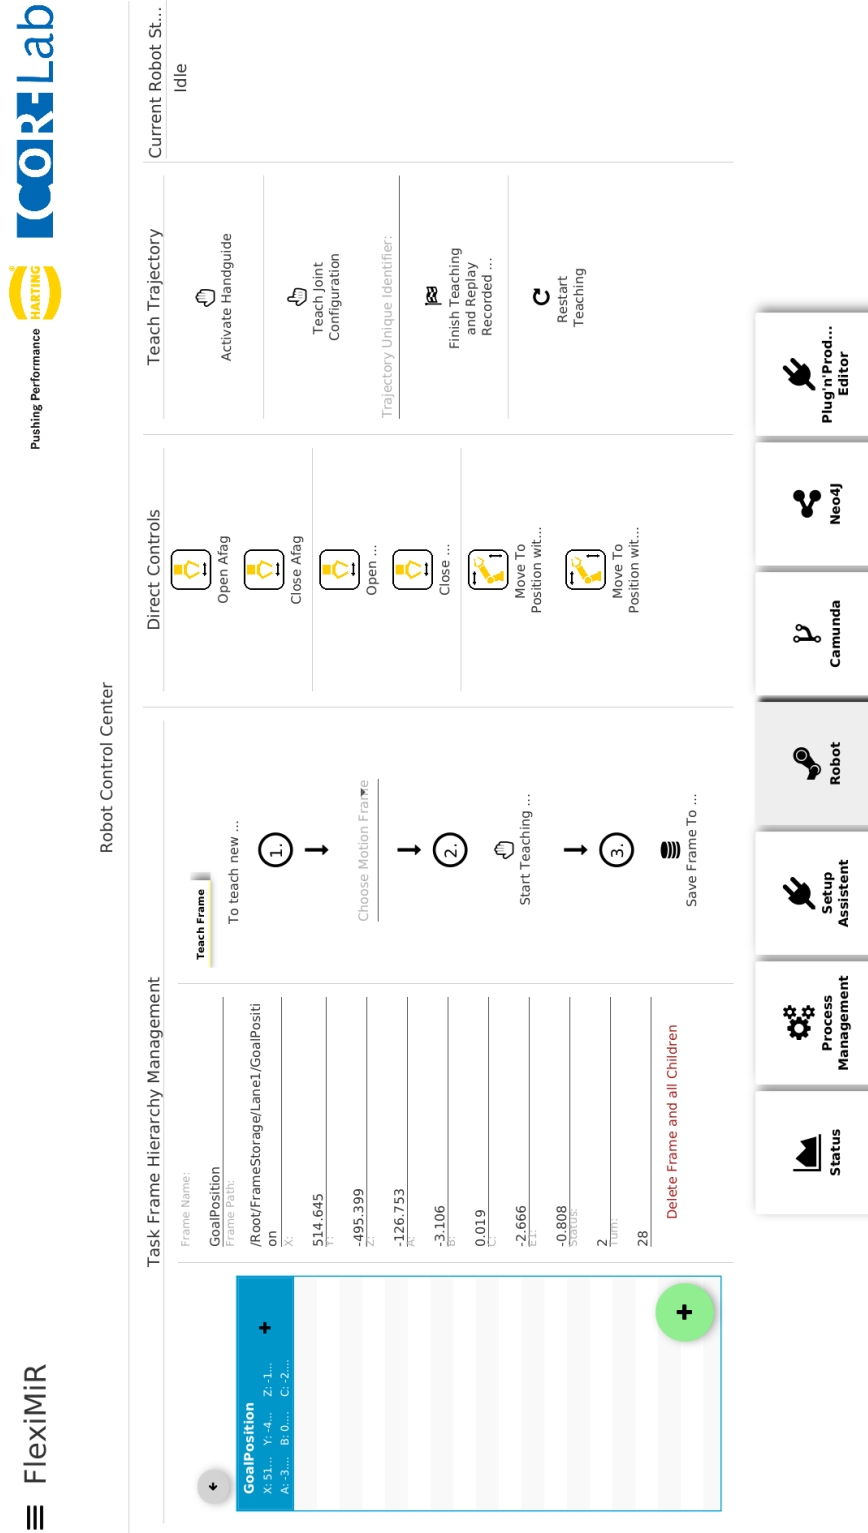 FlexiMiR
Pushing Performance
HARTING
CORE Lab
Robot Control Center
Task Frame Hierarchy Management
GoalPosition
X: 51... Y: -4... Z: -1...
A: -3.... B: 0.... C: -2....
Frame Name:
GoalPosition
Frame Path:
/Root/FrameStorage/Lane1/GoalPositi
on
X:
514.645
Y:
-495.399
Z:
-126.753
A:
-3.106
B:
0.019
C:
-2.666
E1:
-0.808
Status:
2
Turn:
28
Delete Frame and all Children
Teach Frame
To teach new ...
1.
Choose Motion Frame
2.
Start Teaching ...
3.
Save Frame To ...
Direct Controls
Open Afag
Close Afag
Open ...
Close ...
Move To
Position wit...
Move To
Position wit...
Teach Trajectory
Activate Handguide
Teach Joint
Configuration
Trajectory Unique Identifier:
Finish Teaching
and Replay
Recorded ...
Restart
Teaching
Current Robot St...
Idle
Status
Process
Management
Setup
Assistent
Robot
Camunda
Neo4J
Plug'n'Prod...
Editor